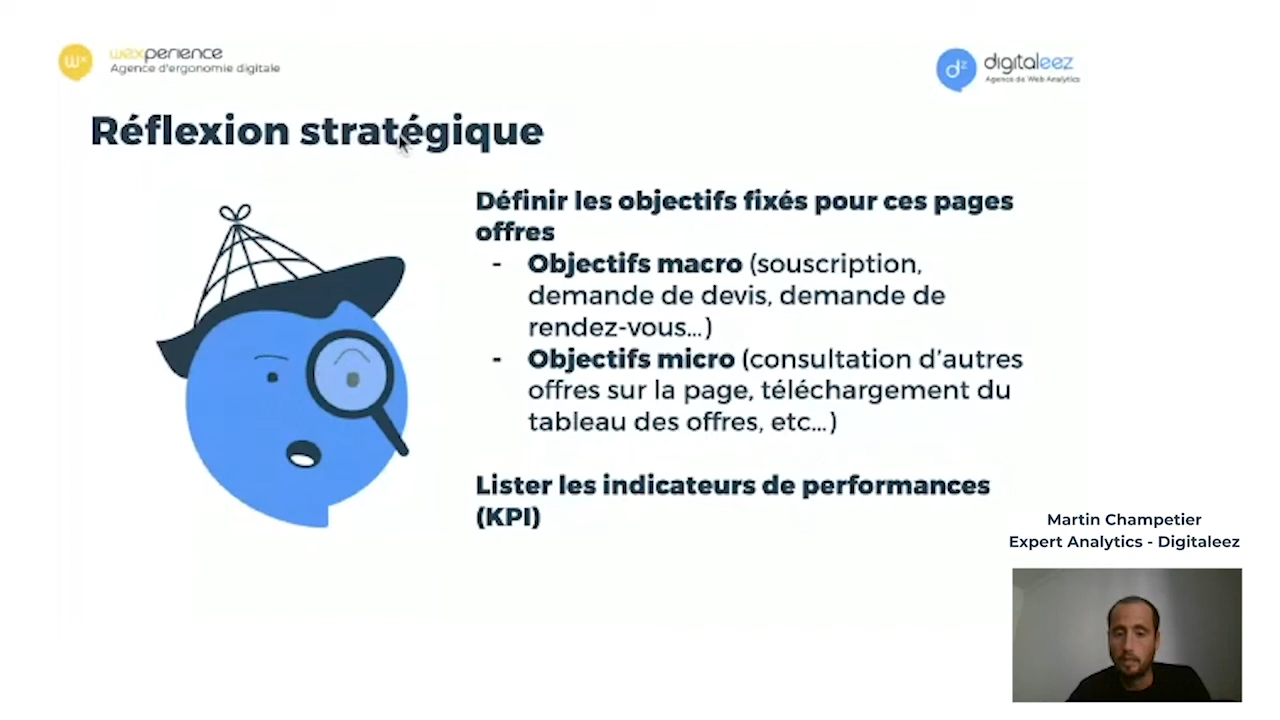 wx
wexperience
Agence d'ergonomie digitale
dz
digitaleez
Agence de Web Analytics
Réflexion stratégique
Définir les objectifs fixés pour ces pages
offres
- Objectifs macro (souscription,
demande de devis, demande de
rendez-vous...)
- Objectifs micro (consultation d'autres
offres sur la page, téléchargement du
tableau des offres, etc...)
Lister les indicateurs de performances
(KPI)
Martin Champetier
Expert Analytics - Digitaleez